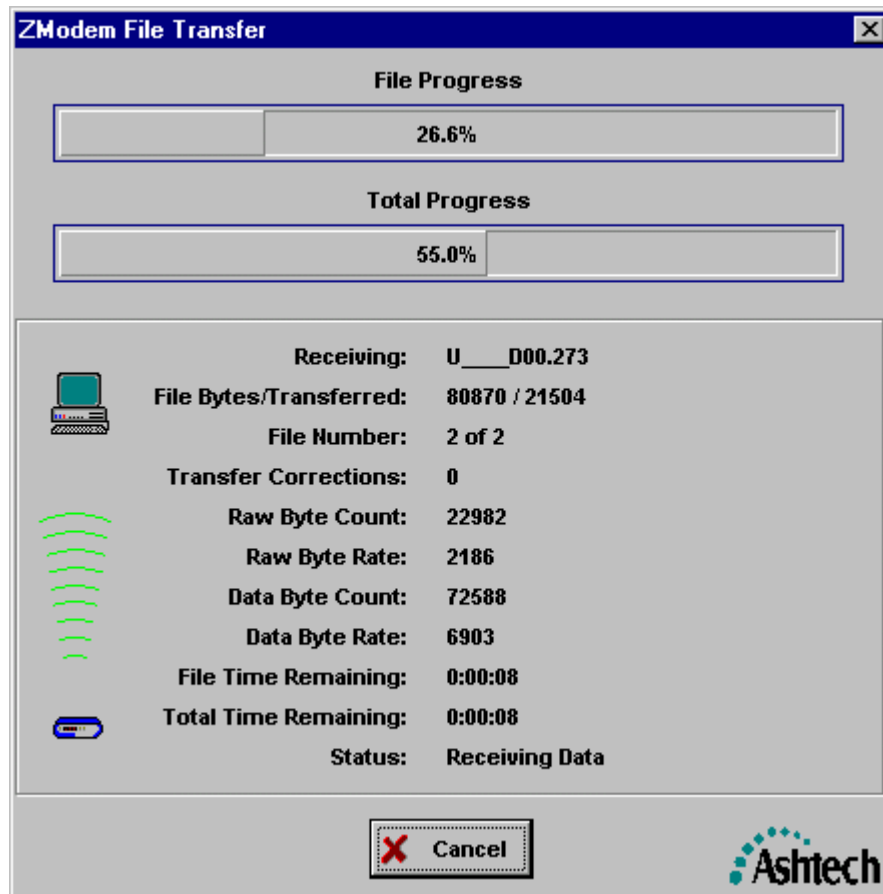 ZModem File Transfer
File Progress
26.6%
Total Progress
55.0%
Receiving: U____D00.273
File Bytes/Transferred: 80870 / 21504
File Number: 2 of 2
Transfer Corrections: 0
Raw Byte Count: 22982
Raw Byte Rate: 2186
Data Byte Count: 72588
Data Byte Rate: 6903
File Time Remaining: 0:00:08
Total Time Remaining: 0:00:08
Status: Receiving Data
Cancel
Ashtech